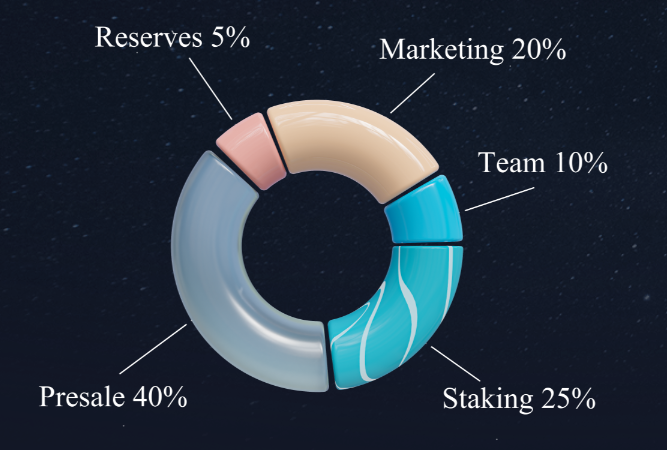 Reserves 5%
Marketing 20%
Team 10%
Presale 40%
Staking 25%